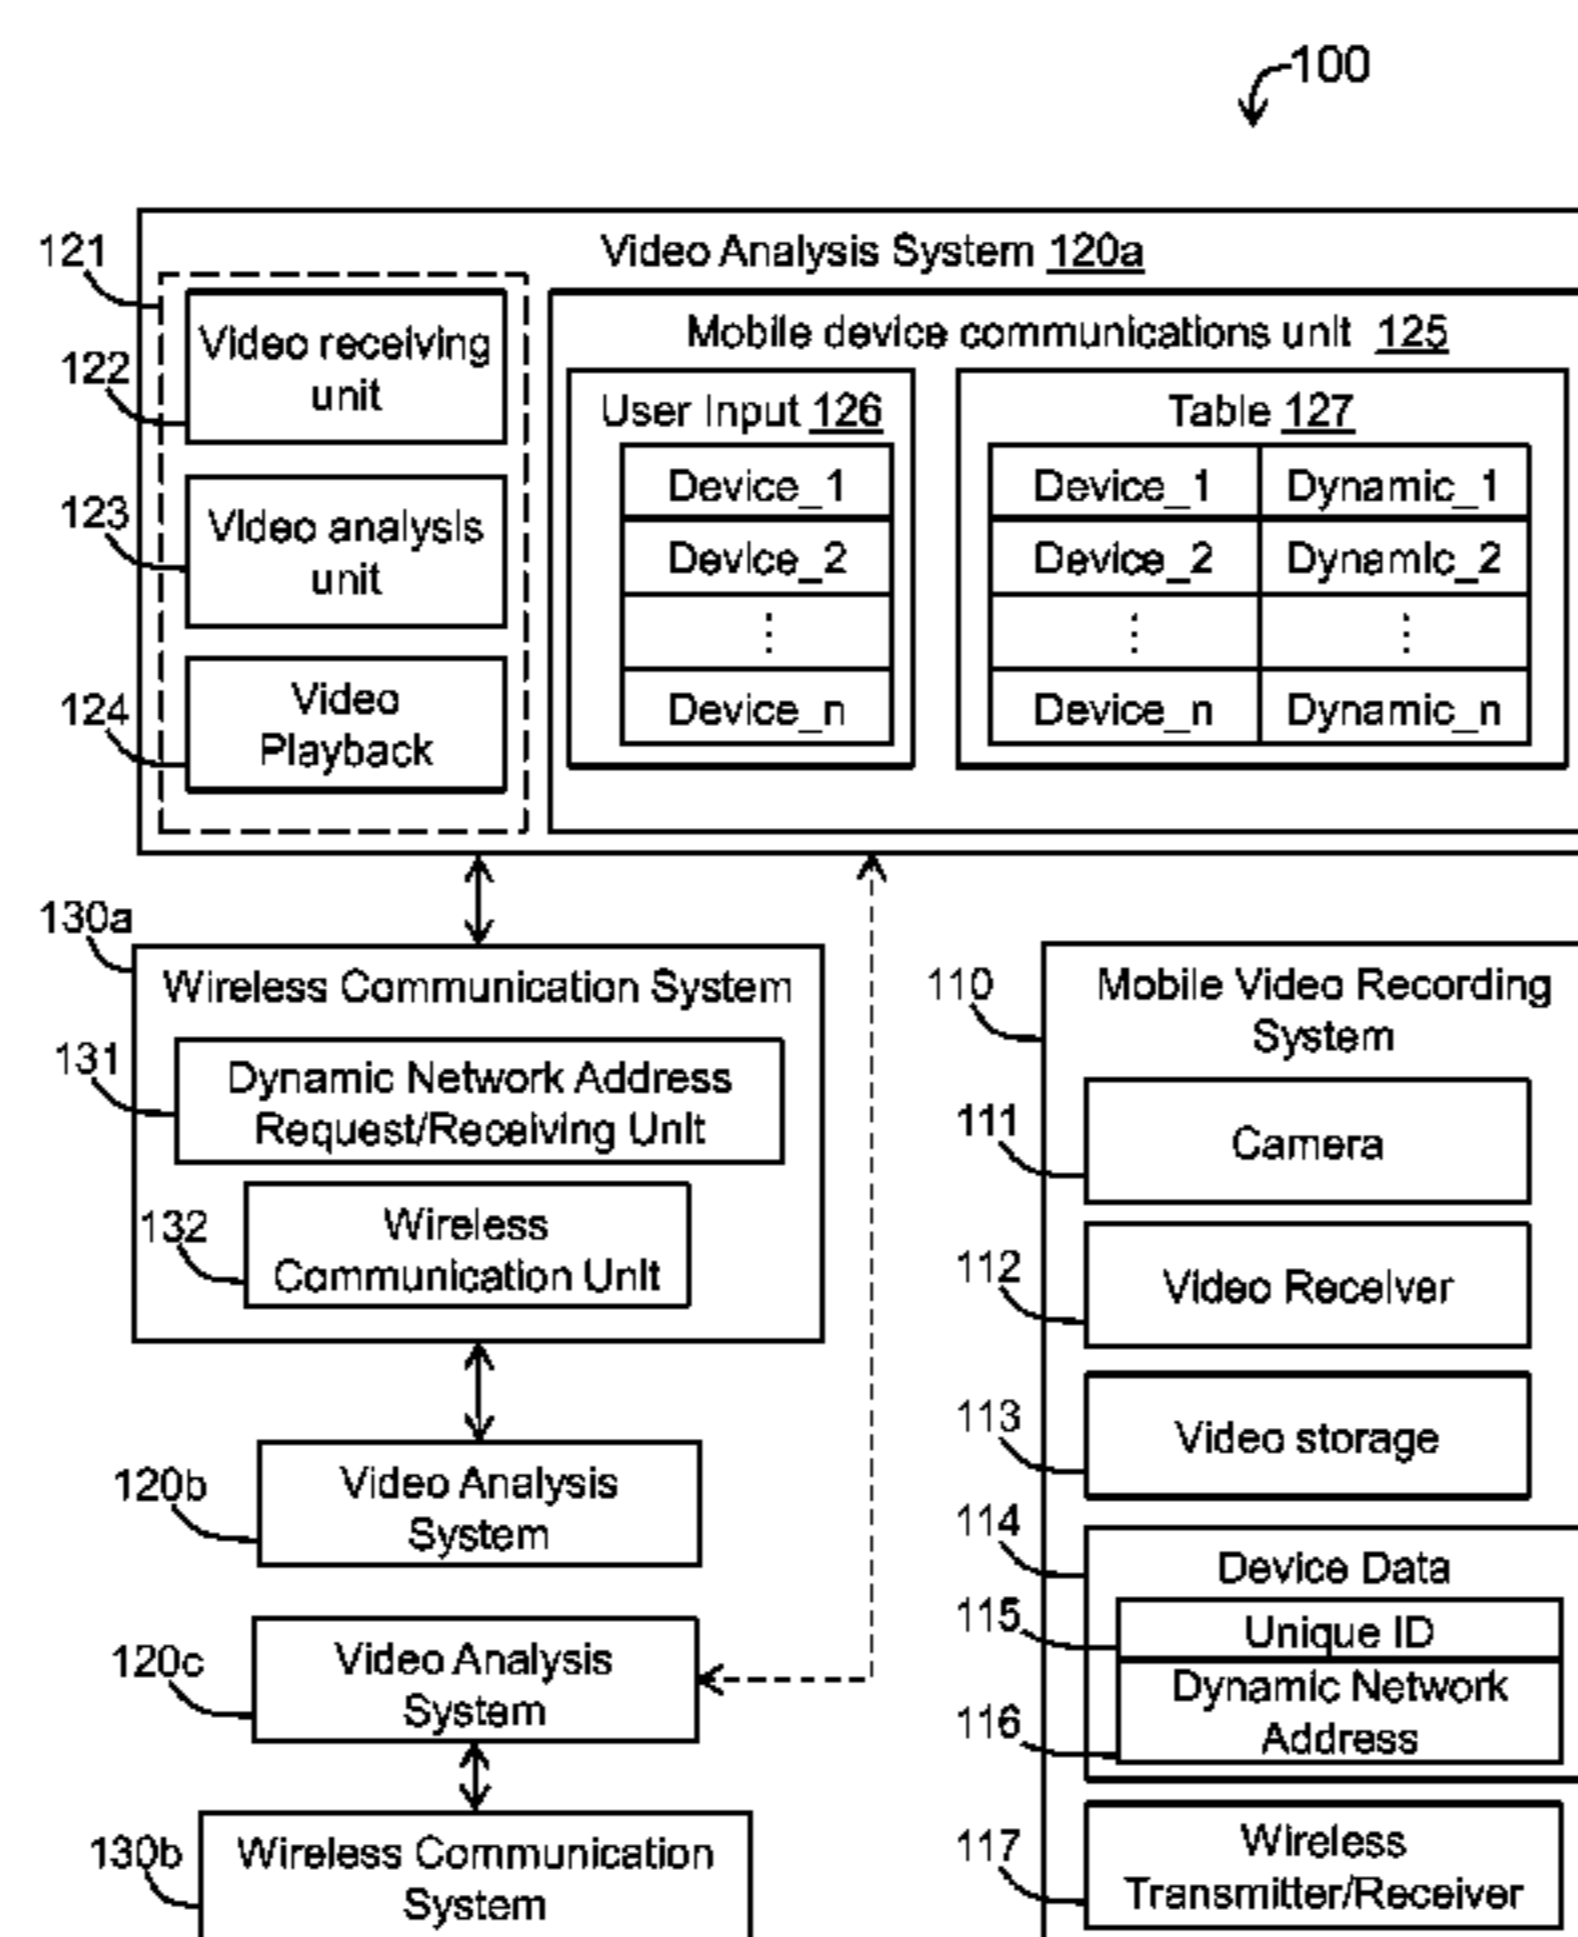 100
Video Analysis System 120a
121
Video receiving
unit
122
Video analysis
unit
123
Video
Playback
124
Mobile device communications unit 125
User Input 126
Device_1
Device_2
⋮
Device_n
Table 127
Device_1 Dynamic_1
Device_2 Dynamic_2
⋮ ⋮
Device_n Dynamic_n
130a
Wireless Communication System
131
Dynamic Network Address
Request/Receiving Unit
132
Wireless
Communication Unit
120b
Video Analysis
System
120c
Video Analysis
System
130b
Wireless Communication
System
110
Mobile Video Recording
System
111
Camera
112
Video Receiver
113
Video storage
114
Device Data
115
Unique ID
116
Dynamic Network
Address
117
Wireless
Transmitter/Receiver